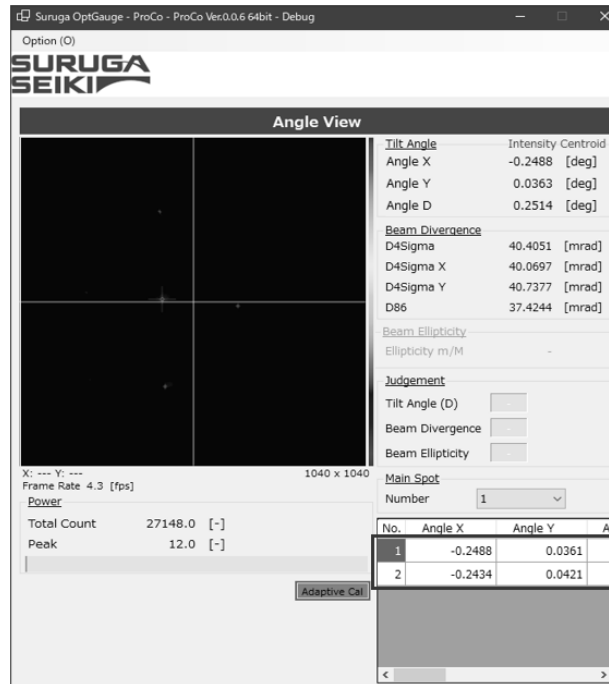 Suruga OptGauge - ProCo - ProCo Ver.0.0.6 64bit - Debug
Option (O)
SURUGA
SEIKI
Angle View
Tilt Angle Intensity Centroid
Angle X -0.2488 [deg]
Angle Y 0.0363 [deg]
Angle D 0.2514 [deg]
Beam Divergence
D4Sigma 40.4051 [mrad]
D4Sigma X 40.0697 [mrad]
D4Sigma Y 40.7377 [mrad]
D86 37.4244 [mrad]
Beam Ellipticity
Ellipticity m/M -
Judgement
Tilt Angle (D) -
Beam Divergence -
Beam Ellipticity -
X: --- Y: --- 1040 x 1040
Frame Rate 4.3 [fps]
Main Spot
Number 1
Power
Total Count 27148.0 [-]
Peak 12.0 [-]
Adaptive Cal
No. Angle X Angle Y A
1 -0.2488 0.0361
2 -0.2434 0.0421